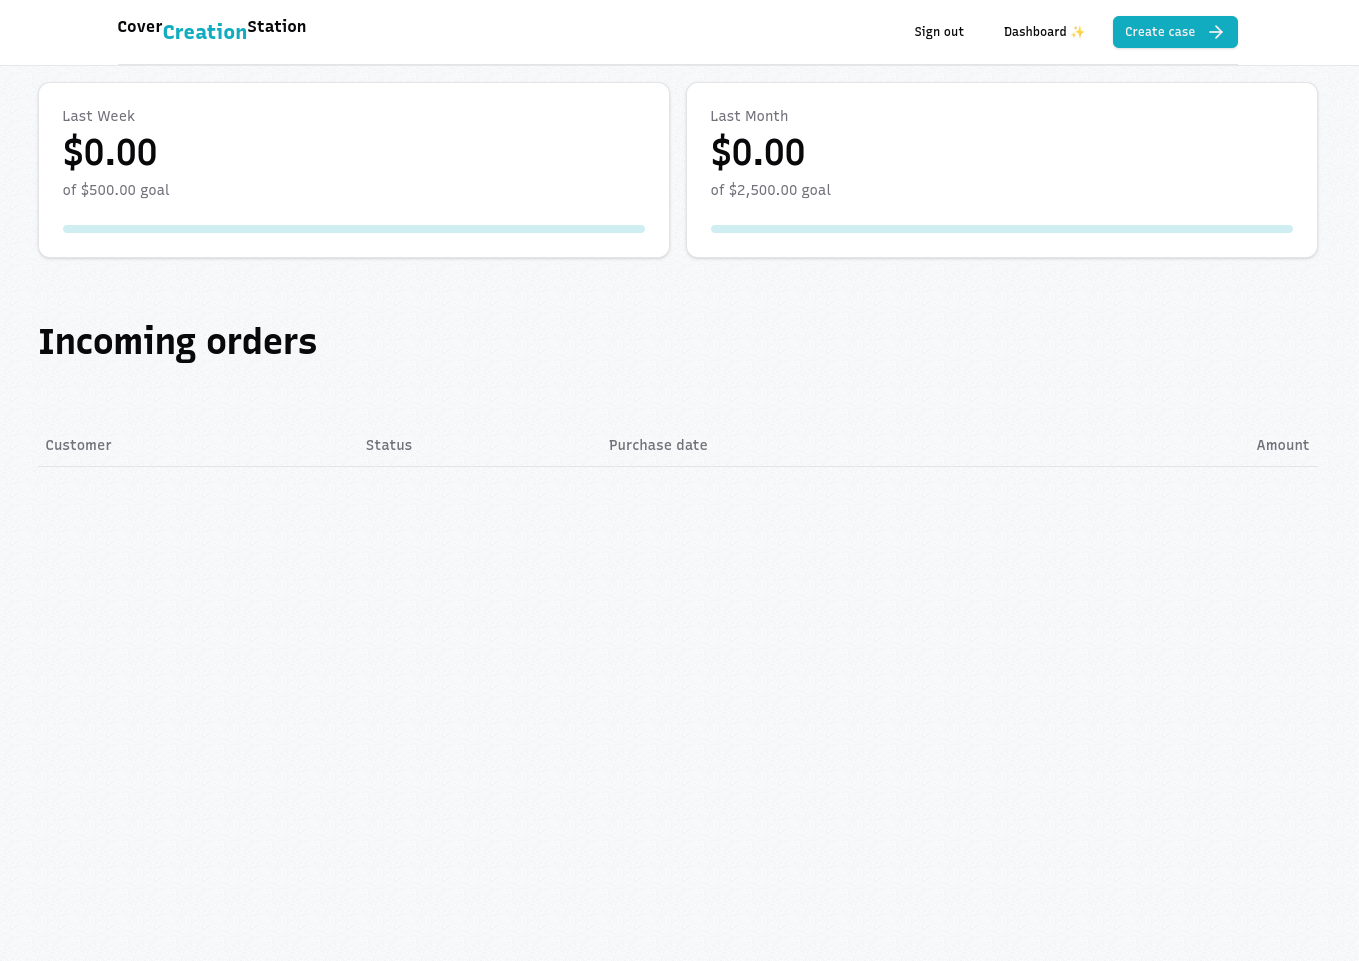 CoverCreationStation
Sign out
Dashboard ✨
Create case
Last Week
$0.00
of $500.00 goal
Last Month
$0.00
of $2,500.00 goal
Incoming orders
Customer Status Purchase date Amount